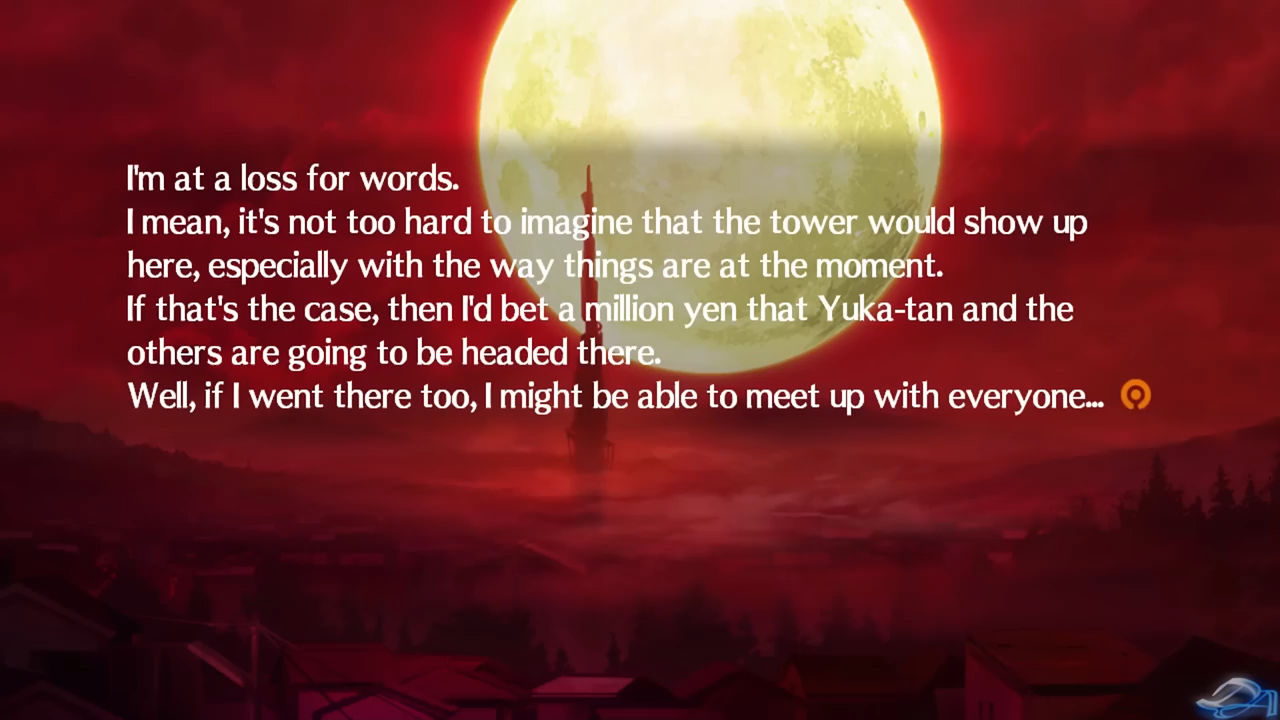 I'm at a loss for words.
I mean, it's not too hard to imagine that the tower would show up
here, especially with the way things are at the moment.
If that's the case, then I'd bet a million yen that Yuka-tan and the
others are going to be headed there.
Well, if I went there too, I might be able to meet up with everyone...